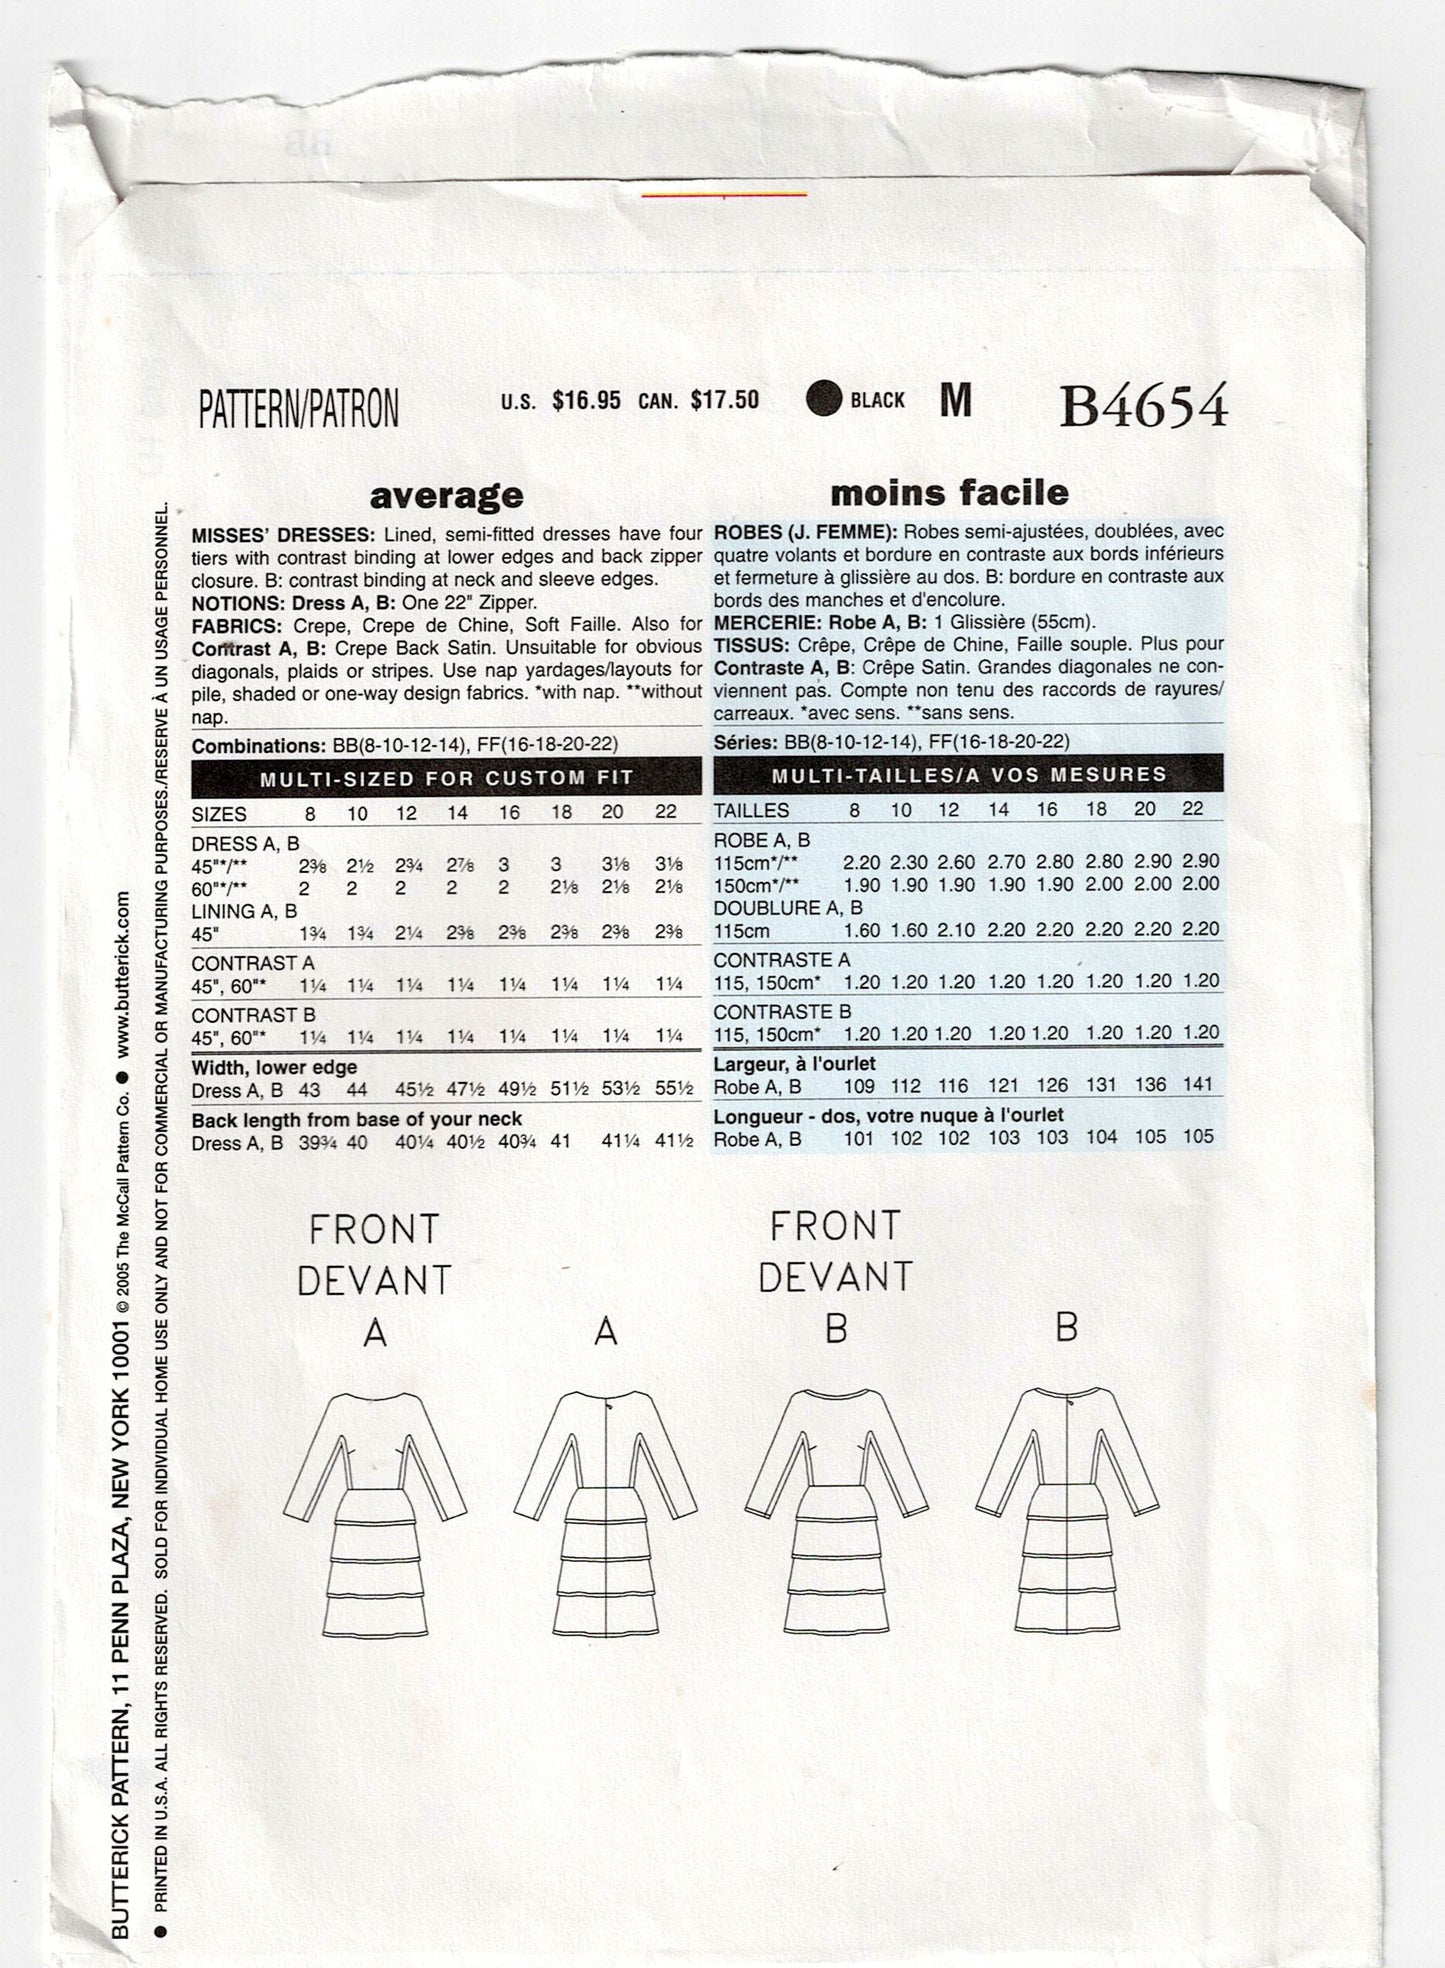 PATTERN/PATRON
U.S. $16.95 CAN. $17.50
BLACK M
B4654
average
MISSES' DRESSES: Lined, semi-fitted dresses have four
tiers with contrast binding at lower edges and back zipper
closure. B: contrast binding at neck and sleeve edges.
NOTIONS: Dress A, B: One 22" Zipper.
FABRICS: Crepe, Crepe de Chine, Soft Faille. Also for
Contrast A, B: Crepe Back Satin. Unsuitable for obvious
diagonals, plaids or stripes. Use nap yardages/layouts for
pile, shaded or one-way design fabrics. *with nap. **without
nap.
Combinations: BB(8-10-12-14), FF(16-18-20-22)
MULTI-SIZED FOR CUSTOM FIT
SIZES 8 10 12 14 16 18 20 22
DRESS A, B
45"*/** 2⅜ 2½ 2¾ 2⅞ 3 3 3⅛ 3⅛
60"*/** 2 2 2 2 2 2⅛ 2⅛ 2⅛
LINING A, B
45" 1¾ 1¾ 2¼ 2⅜ 2⅜ 2⅜ 2⅜ 2⅜
CONTRAST A
45", 60"* 1¼ 1¼ 1¼ 1¼ 1¼ 1¼ 1¼ 1¼
CONTRAST B
45", 60"* 1¼ 1¼ 1¼ 1¼ 1¼ 1¼ 1¼ 1¼
Width, lower edge
Dress A, B 43 44 45½ 47½ 49½ 51½ 53½ 55½
Back length from base of your neck
Dress A, B 39¾ 40 40¼ 40½ 40¾ 41 41¼ 41½
moins facile
ROBES (J. FEMME): Robes semi-ajustées, doublées, avec
quatre volants et bordure en contraste aux bords inférieurs
et fermeture à glissière au dos. B: bordure en contraste aux
bords des manches et d'encolure.
MERCERIE: Robe A, B: 1 Glissière (55cm).
TISSUS: Crêpe, Crêpe de Chine, Faille souple. Plus pour
Contraste A, B: Crêpe Satin. Grandes diagonales ne con-
viennent pas. Compte non tenu des raccords de rayures/
carreaux. *avec sens. **sans sens.
Séries: BB(8-10-12-14), FF(16-18-20-22)
MULTI-TAILLES/A VOS MESURES
TAILLES 8 10 12 14 16 18 20 22
ROBE A, B
115cm*/** 2.20 2.30 2.60 2.70 2.80 2.80 2.90 2.90
150cm*/** 1.90 1.90 1.90 1.90 1.90 2.00 2.00 2.00
DOUBLURE A, B
115cm 1.60 1.60 2.10 2.20 2.20 2.20 2.20 2.20
CONTRASTE A
115, 150cm* 1.20 1.20 1.20 1.20 1.20 1.20 1.20 1.20
CONTRASTE B
115, 150cm* 1.20 1.20 1.20 1.20 1.20 1.20 1.20 1.20
Largeur, à l'ourlet
Robe A, B 109 112 116 121 126 131 136 141
Longueur - dos, votre nuque à l'ourlet
Robe A, B 101 102 102 103 103 104 105 105
FRONT
DEVANT
A
A
FRONT
DEVANT
B
B
BUTTERICK PATTERN, 11 PENN PLAZA, NEW YORK 10001 © 2005 The McCall Pattern Co. ● www.butterick.com
● PRINTED IN U.S.A. ALL RIGHTS RESERVED. SOLD FOR INDIVIDUAL HOME USE ONLY AND NOT FOR COMMERCIAL OR MANUFACTURING PURPOSES./RESERVE À UN USAGE PERSONNEL.